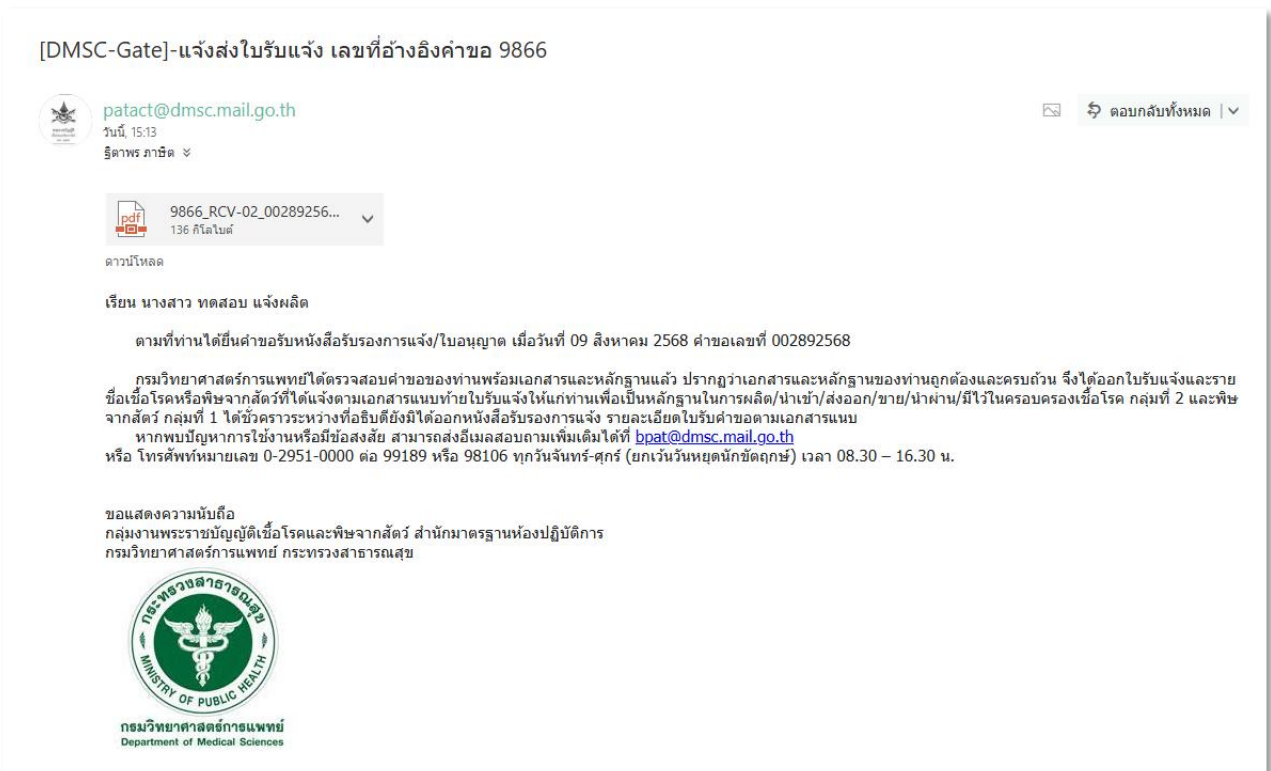 [DMSC-Gate]-แจ้งส่งใบรับแจ้ง เลขที่อ้างอิงคำขอ 9866
patact@dmsc.mail.go.th
วันนี้, 15:13
ฐิตาพร ภาษิต
ตอบกลับทั้งหมด
9866_RCV-02_00289256...
136 กิโลไบต์
ดาวน์โหลด
เรียน นางสาว ทดสอบ แจ้งผลิต
ตามที่ท่านได้ยื่นคำขอรับหนังสือรับรองการแจ้ง/ใบอนุญาต เมื่อวันที่ 09 สิงหาคม 2568 คำขอเลขที่ 002892568
กรมวิทยาศาสตร์การแพทย์ได้ตรวจสอบคำขอของท่านพร้อมเอกสารและหลักฐานแล้ว ปรากฏว่าเอกสารและหลักฐานของท่านถูกต้องและครบถ้วน จึงได้ออกใบรับแจ้งและราย
ชื่อเชื้อโรคหรือพิษจากสัตว์ที่ได้แจ้งตามเอกสารแนบท้ายใบรับแจ้งให้แก่ท่านเพื่อเป็นหลักฐานในการผลิต/นำเข้า/ส่งออก/ขาย/นำผ่าน/มีไว้ในครอบครองเชื้อโรค กลุ่มที่ 2 และพิษ
จากสัตว์ กลุ่มที่ 1 ได้ชั่วคราวระหว่างที่อธิบดียังมิได้ออกหนังสือรับรองการแจ้ง รายละเอียดใบรับคำขอตามเอกสารแนบ
หากพบปัญหาการใช้งานหรือมีข้อสงสัย สามารถส่งอีเมลสอบถามเพิ่มเติมได้ที่ bpat@dmsc.mail.go.th
หรือ โทรศัพท์หมายเลข 0-2951-0000 ต่อ 99189 หรือ 98106 ทุกวันจันทร์-ศุกร์ (ยกเว้นวันหยุดนักขัตฤกษ์) เวลา 08.30 – 16.30 น.
ขอแสดงความนับถือ
กลุ่มงานพระราชบัญญัติเชื้อโรคและพิษจากสัตว์ สำนักมาตรฐานห้องปฏิบัติการ
กรมวิทยาศาสตร์การแพทย์ กระทรวงสาธารณสุข
กระทรวงสาธารณสุข
MINISTRY OF PUBLIC HEALTH
กรมวิทยาศาสตร์การแพทย์
Department of Medical Sciences